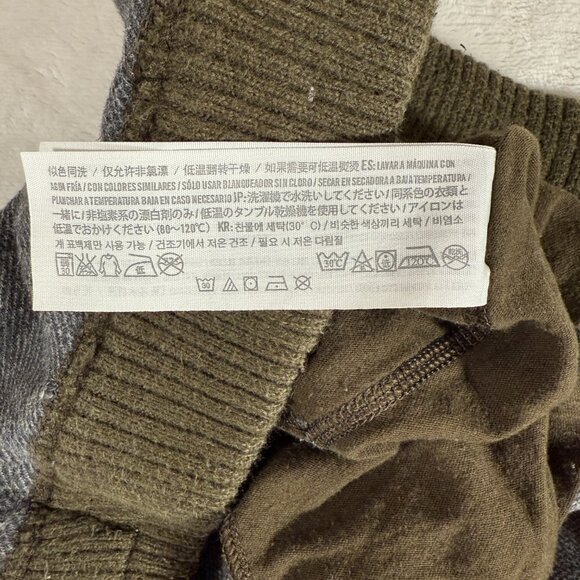 似色同洗 / 仅允许非氯漂 / 低温翻转干燥 / 如果需要可低温熨烫 ES: LAVAR A MÁQUINA CON
AGUA FRÍA / CON COLORES SIMILARES / SÓLO USAR BLANQUEADOR SIN CLORO / SECAR EN SECADORA A BAJA TEMPERATURA /
PLANCHAR A TEMPERATURA BAJA EN CASO NECESARIO JP: 洗濯機で水洗いしてください / 同系色の衣類と
一緒に / 非塩素系の漂白剤のみ / 低温のタンブル乾燥機を使用してください / アイロンは
低温でおかけください (80~120℃) KR: 찬물에 세탁(30° C) / 비슷한 색상끼리 세탁 / 비염소
계 표백제만 사용 가능 / 건조기에서 저온 건조 / 필요 시 저온 다림질
低 30℃ 120℃